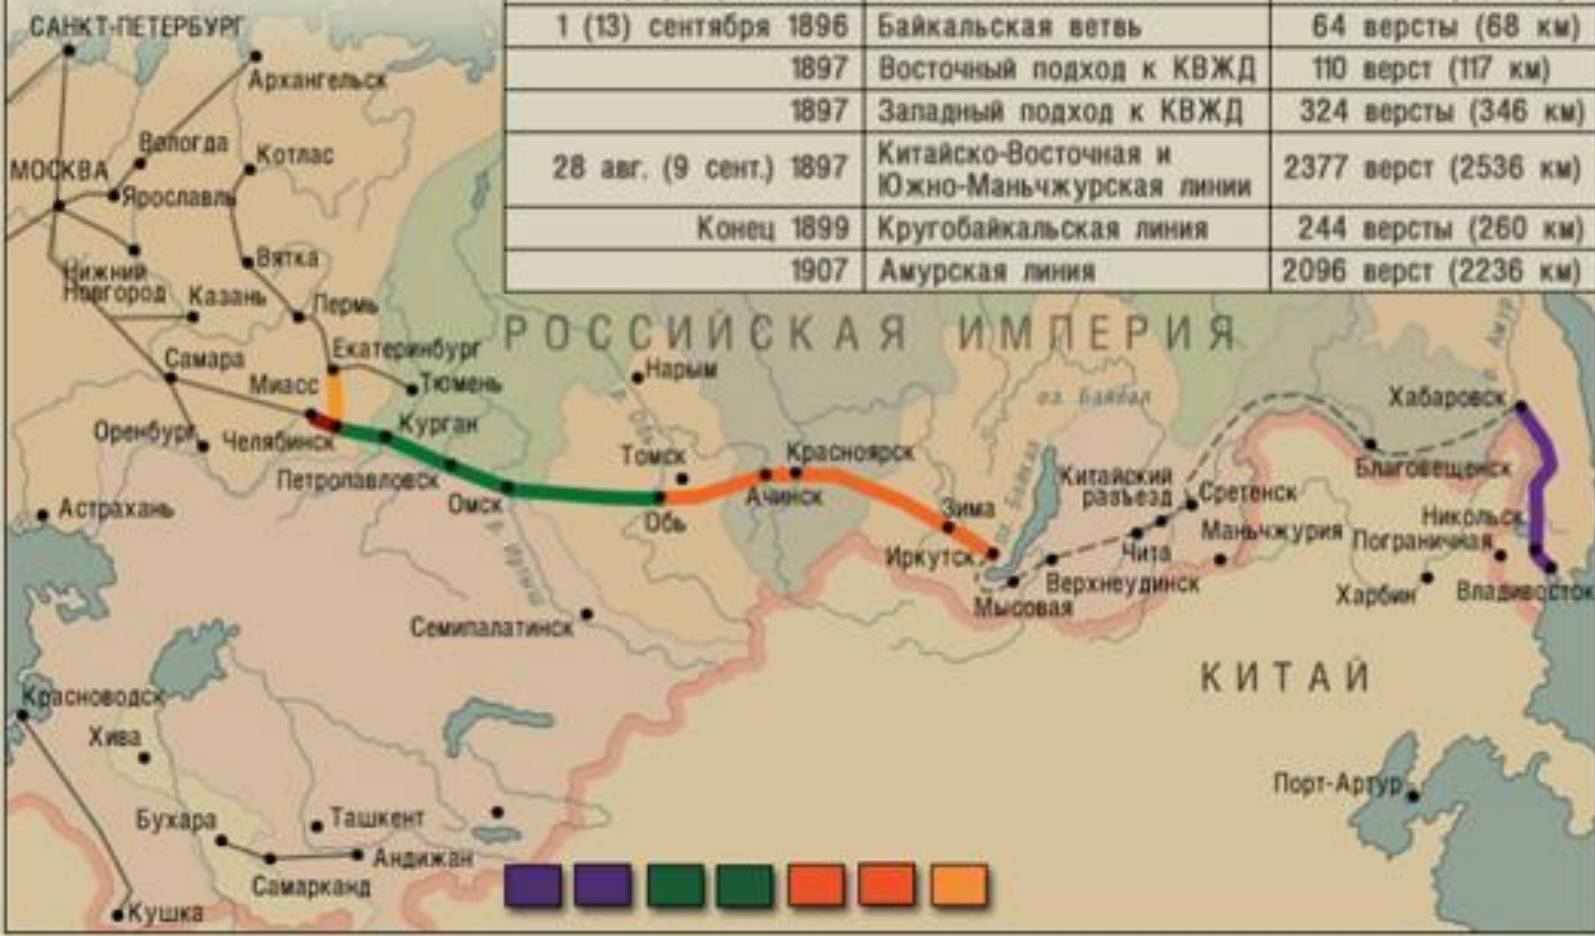 1 (13) сентября 1896 Байкальская ветвь 64 версты (68 км)
1897 Восточный подход к КВЖД 110 верст (117 км)
1897 Западный подход к КВЖД 324 версты (346 км)
28 авг. (9 сент.) 1897 Китайско-Восточная и
Южно-Маньчжурская линии 2377 верст (2536 км)
Конец 1899 Кругобайкальская линия 244 версты (260 км)
1907 Амурская линия 2096 верст (2236 км)
САНКТ-ПЕТЕРБУРГ
Архангельск
Вологда
Котлас
МОСКВА
Ярославль
Вятка
Нижний
Новгород
Казань
Пермь
РОССИЙСКАЯ ИМПЕРИЯ
р. Амур
Екатеринбург
Самара
Нарым
Миасс
Тюмень
оз. Байкал
Хабаровск
р. Обь
Курган
Оренбург
Челябинск
Красноярск
Томск
Благовещенск
Китайский
разъезд
Петропавловск
Сретенск
Омск
Ачинск
Астрахань
Зима
оз. Байкал
Обь
Никольск
Маньчжурия
Пограничная
Чита
Иркутск
р. Иртыш
Верхнеудинск
Харбин
Владивосток
Мысовая
Семипалатинск
КИТАЙ
Красноводск
Хива
Порт-Артур
Бухара
Ташкент
Андижан
Самарканд
Кушка